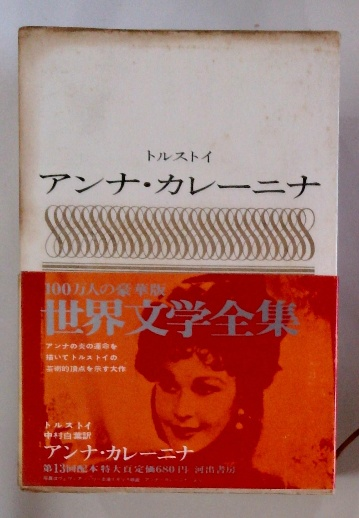 トルストイ
アンナ・カレーニナ
100万人の豪華版
世界文学全集
アンナの炎の運命を
描いてトルストイの
芸術的頂点を示す大作
トルストイ
中村白葉訳
アンナ・カレーニナ
第13回配本 特大頁定価680円 河出書房